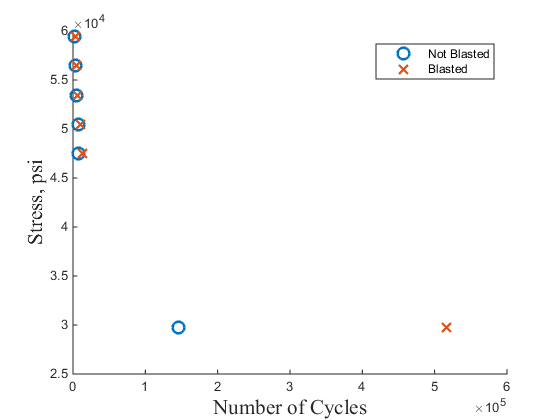 ×10⁴
6
5.5
5
4.5
4
3.5
3
2.5
Stress, psi
Not Blasted
Blasted
0 1 2 3 4 5 6
Number of Cycles
×10⁵